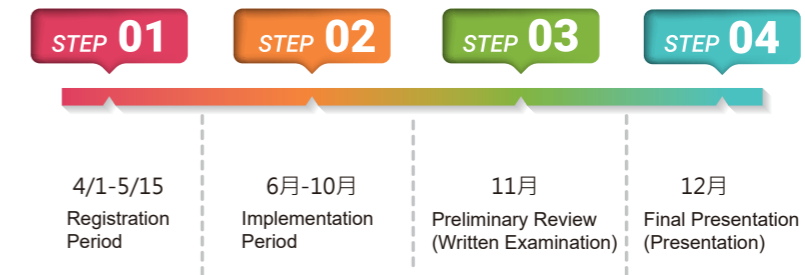 STEP 01
STEP 02
STEP 03
STEP 04
4/1-5/15
Registration
Period
6月-10月
Implementation
Period
11月
Preliminary Review
(Written Examination)
12月
Final Presentation
(Presentation)